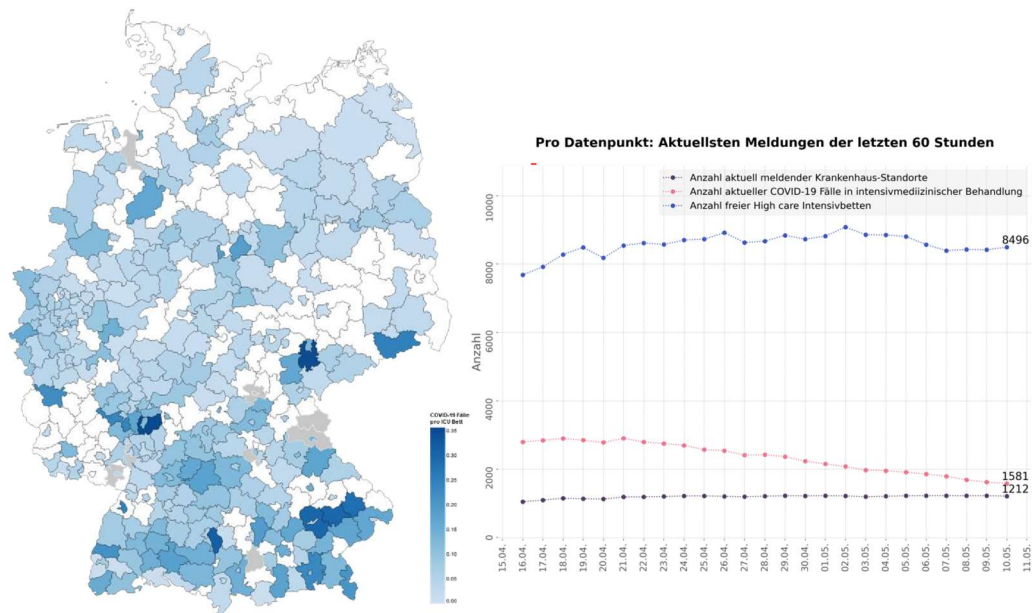 COVID-19 Fälle
pro ICU Bett
0.35
0.30
0.25
0.20
0.15
0.10
0.05
0.00
Pro Datenpunkt: Aktuellsten Meldungen der letzten 60 Stunden
Anzahl aktuell meldender Krankenhaus-Standorte
Anzahl aktueller COVID-19 Fälle in intensivmediizinischer Behandlung
Anzahl freier High care Intensivbetten
Anzahl
10000
8000
6000
4000
2000
0
8496
1581
1212
15.04. 16.04. 17.04. 18.04. 19.04. 20.04. 21.04. 22.04. 23.04. 24.04. 25.04. 26.04. 27.04. 28.04. 29.04. 30.04. 01.05. 02.05. 03.05. 04.05. 05.05. 06.05. 07.05. 08.05. 09.05. 10.05. 11.05.